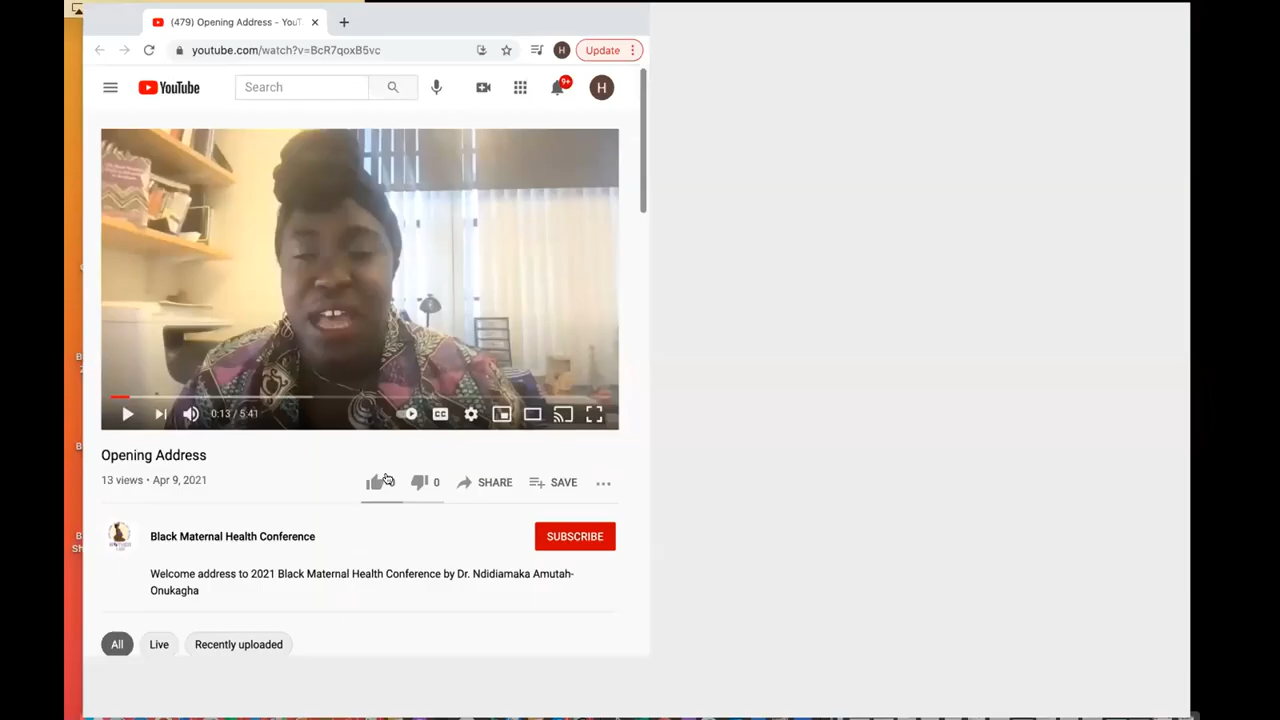 (479) Opening Address - YouT
youtube.com/watch?v=BcR7qoxB5vc
H
Update
YouTube
Search
9+
H
0:13 / 5:41
CC
Opening Address
13 views • Apr 9, 2021
0
SHARE
SAVE
Black Maternal Health Conference
SUBSCRIBE
Welcome address to 2021 Black Maternal Health Conference by Dr. Ndidiamaka Amutah-
Onukagha
All
Live
Recently uploaded